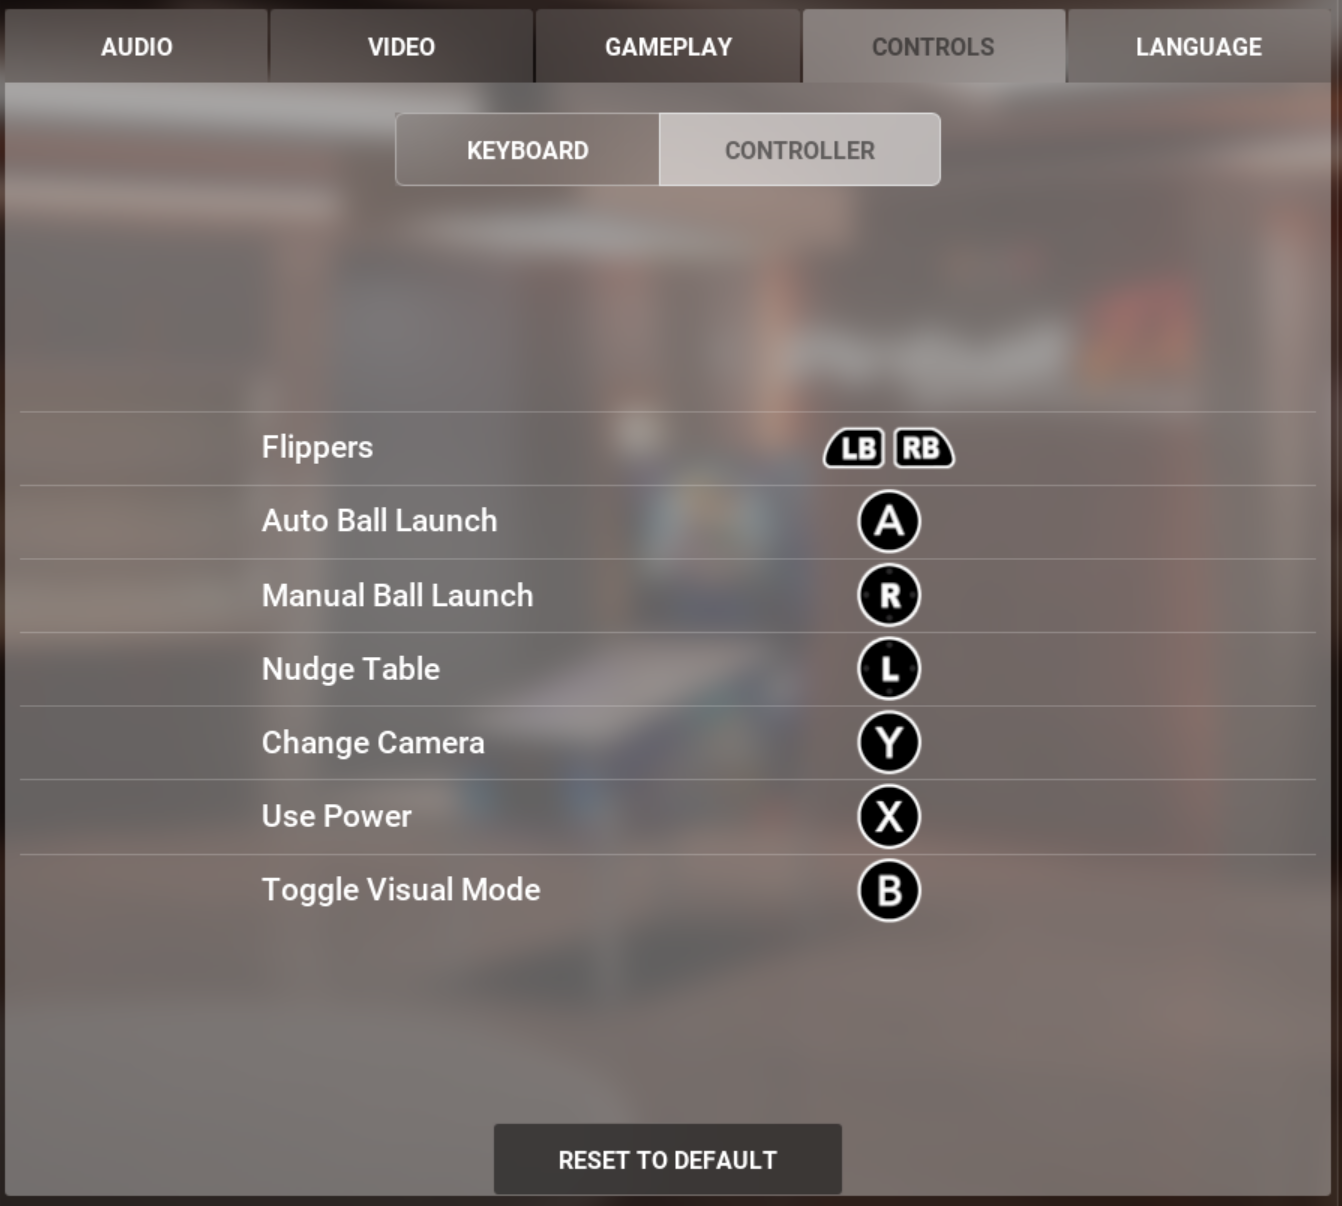 AUDIO VIDEO GAMEPLAY CONTROLS LANGUAGE
KEYBOARD CONTROLLER
Flippers LB RB
Auto Ball Launch A
Manual Ball Launch R
Nudge Table L
Change Camera Y
Use Power X
Toggle Visual Mode B
RESET TO DEFAULT